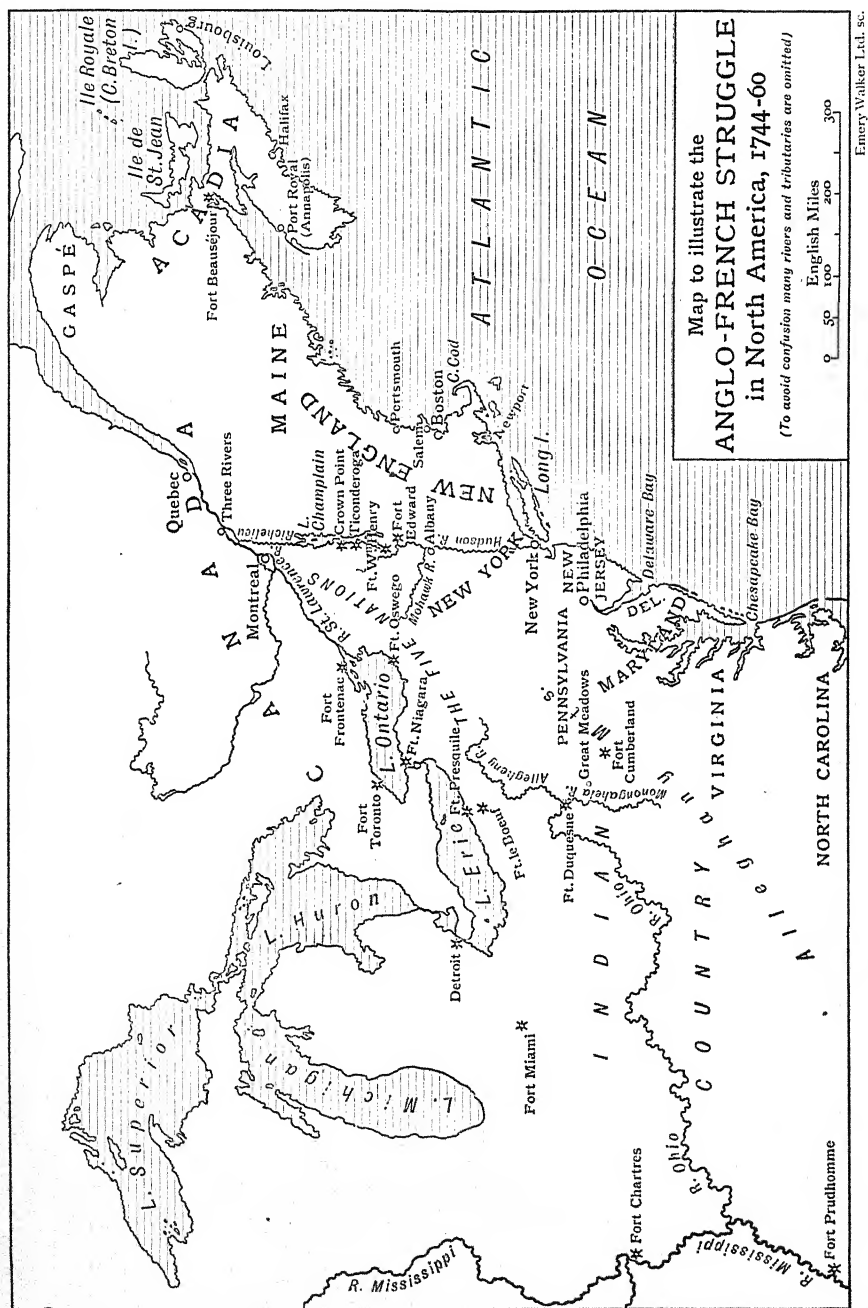 Map to illustrate the
ANGLO-FRENCH STRUGGLE
in North America, 1744-60
(To avoid confusion many rivers and tributaries are omitted)
English Miles
0 50 100 200 300
Emery Walker Ltd. sc.
L. Superior
L. Michigan
L. Huron
L. Erie
L. Ontario
CANADA
GASPÉ
ACADIA
Ile Royale
(C. Breton I.)
Louisbourg
Ile de
St. Jean
Halifax
Port Royal
(Annapolis)
Fort Beauséjour
Quebec
Three Rivers
Montreal
Richelieu R.
R. St. Lawrence
MAINE
NEW ENGLAND
L.
Champlain
Crown Point
Ticonderoga
Ft. Wm Henry
Fort
Edward
Albany
Mohawk R.
Hudson R.
Portsmouth
Salem
Boston
C. Cod
Newport
Long I.
ATLANTIC
OCEAN
THE FIVE NATIONS
Fort
Frontenac
Ft. Oswego
Fort
Toronto
Ft. Niagara
NEW YORK
New York
NEW
JERSEY
Philadelphia
PENNSYLVANIA
DEL.
Delaware Bay
MARYLAND
Chesapeake Bay
Detroit
Ft. Presquile
Ft. le Boeuf
Allegheny R.
Ft. Duquesne
Monongahela
Great Meadows
Fort
Cumberland
Alleghany Ms.
VIRGINIA
NORTH CAROLINA
INDIAN
COUNTRY
Fort Miami
R. Ohio
R. Ohio
Fort Chartres
R. Mississippi
R. Mississippi
Fort Prudhomme